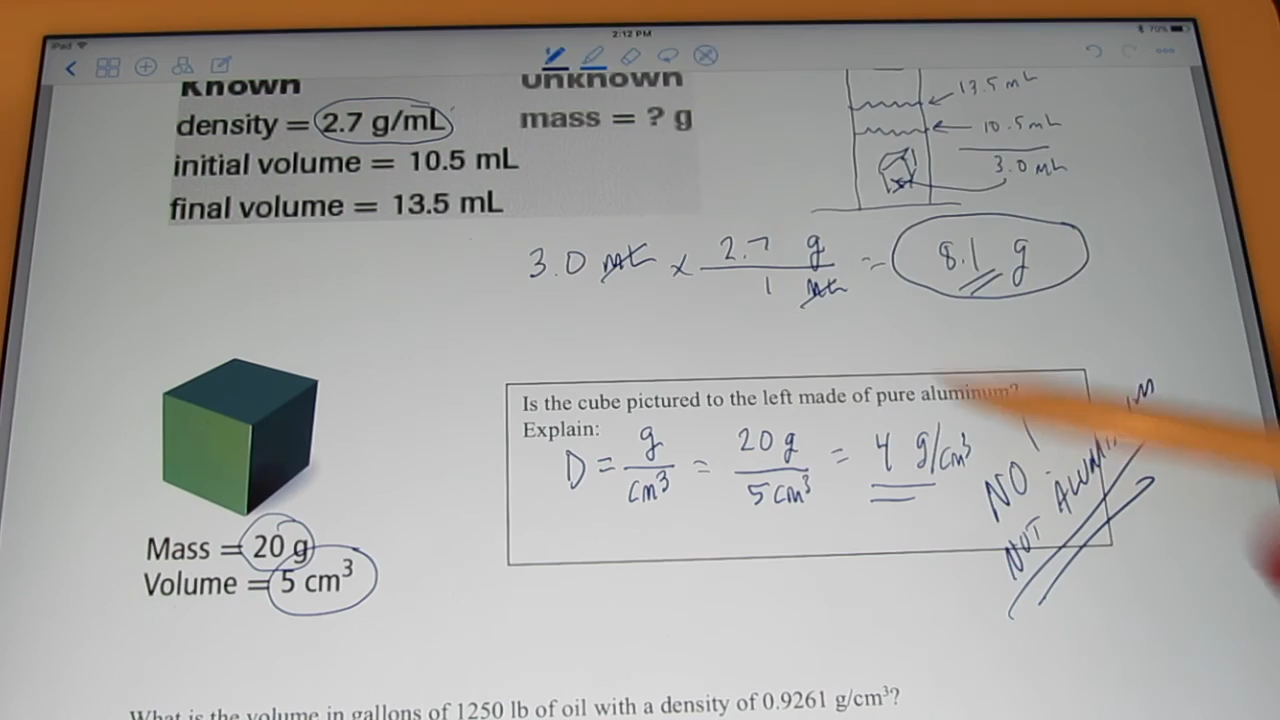 iPad
2:12 PM
70%
Known
Unknown
density = 2.7 g/mL
mass = ? g
initial volume = 10.5 mL
final volume = 13.5 mL
13.5 mL
10.5 mL
3.0 mL
3.0 mL × 2.7 g / 1 mL = 8.1 g
Is the cube pictured to the left made of pure aluminum?
Explain:
D = g / cm³ = 20 g / 5 cm³ = 4 g/cm³
NO!
NOT ALUMINUM
Mass = 20 g
Volume = 5 cm³
What is the volume in gallons of 1250 lb of oil with a density of 0.9261 g/cm³?